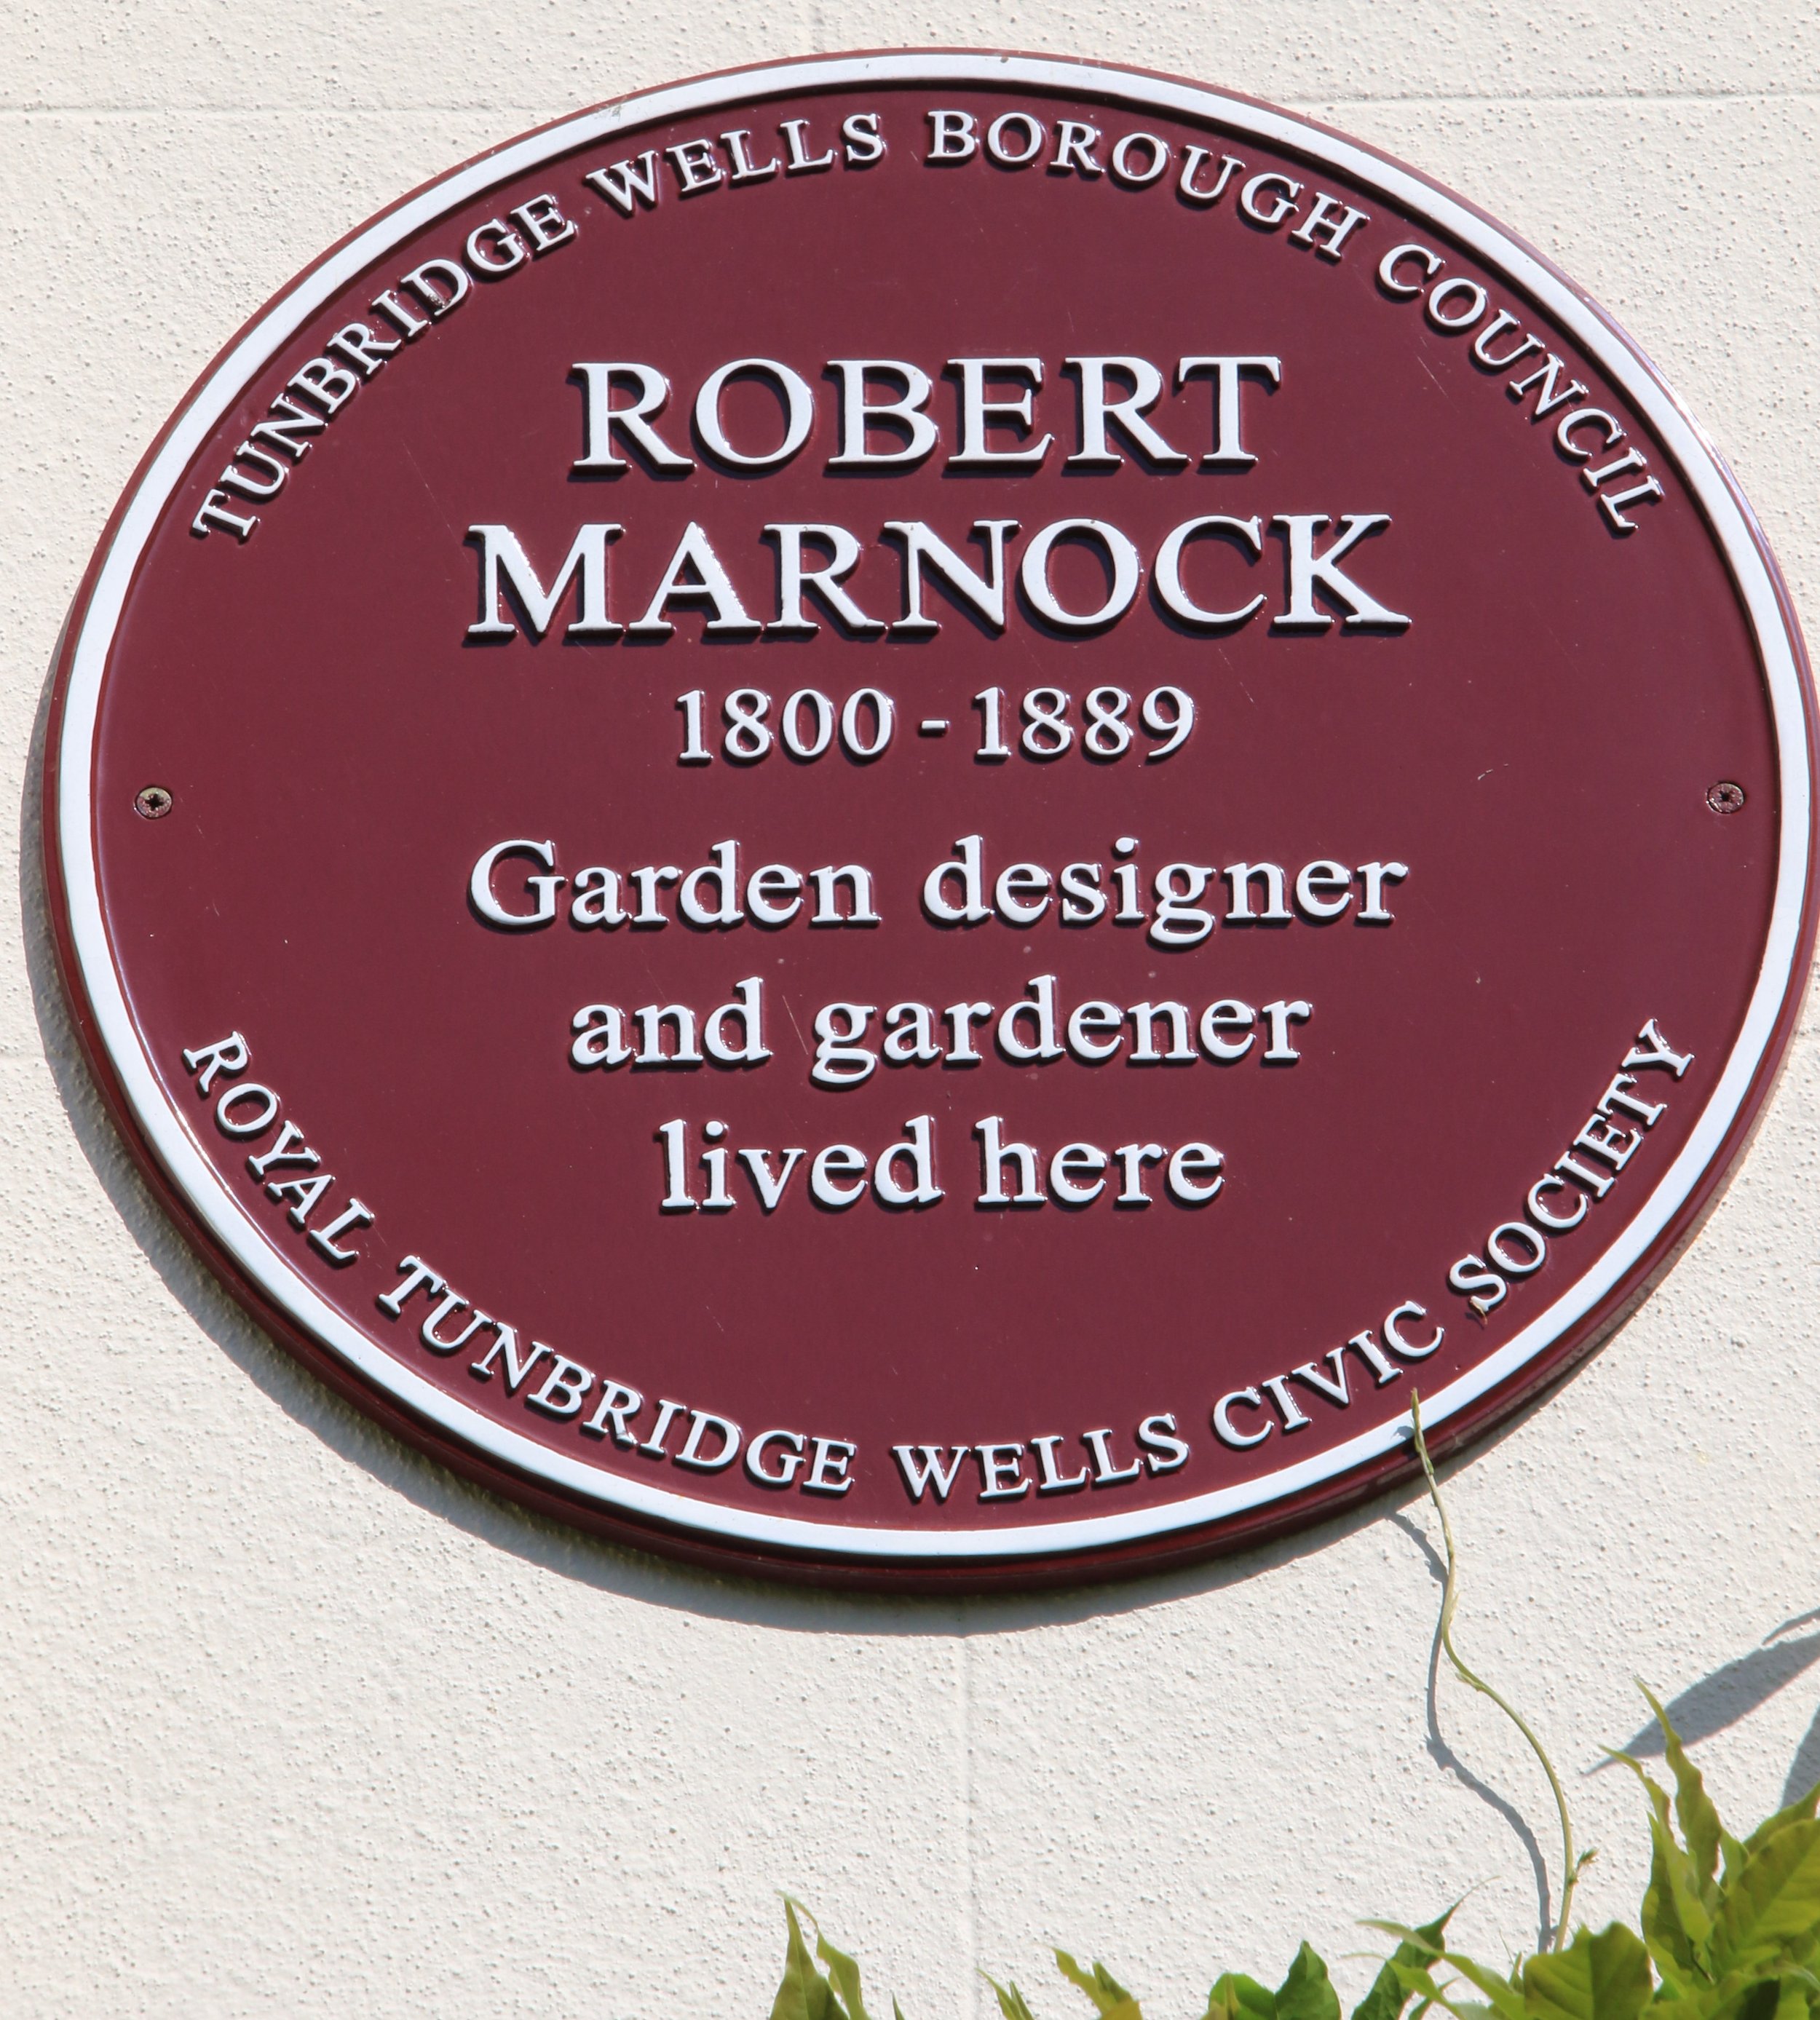 TUNBRIDGE WELLS BOROUGH COUNCIL
ROBERT
MARNOCK
1800 - 1889
Garden designer
and gardener
lived here
ROYAL TUNBRIDGE WELLS CIVIC SOCIETY